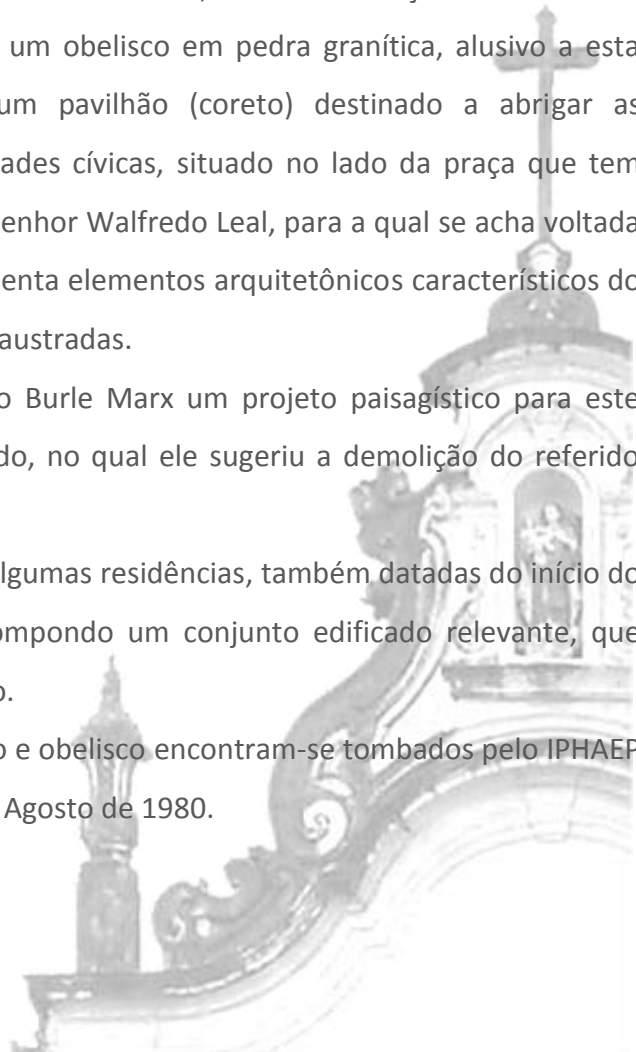 um obelisco em pedra granítica, alusivo a esta
um pavilhão (coreto) destinado a abrigar as
ades cívicas, situado no lado da praça que tem
enhor Walfredo Leal, para a qual se acha voltada
enta elementos arquitetônicos característicos do
austradas.
o Burle Marx um projeto paisagístico para este
do, no qual ele sugeriu a demolição do referido
lgumas residências, também datadas do início do
ompondo um conjunto edificado relevante, que
o.
o e obelisco encontram-se tombados pelo IPHAEP
Agosto de 1980.